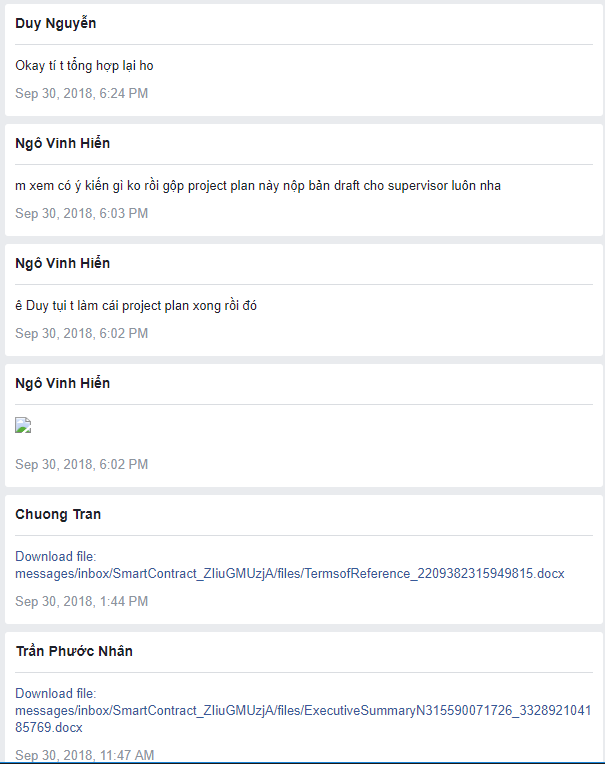 Duy Nguyễn
Okay tí t tổng hợp lại ho
Sep 30, 2018, 6:24 PM
Ngô Vinh Hiển
m xem có ý kiến gì ko rồi gộp project plan này nộp bản draft cho supervisor luôn nha
Sep 30, 2018, 6:03 PM
Ngô Vinh Hiển
ê Duy tụi t làm cái project plan xong rồi đó
Sep 30, 2018, 6:02 PM
Ngô Vinh Hiển
Sep 30, 2018, 6:02 PM
Chuong Tran
Download file:
messages/inbox/SmartContract_ZIiuGMUzjA/files/TermsofReference_2209382315949815.docx
Sep 30, 2018, 1:44 PM
Trần Phước Nhân
Download file:
messages/inbox/SmartContract_ZIiuGMUzjA/files/ExecutiveSummaryN315590071726_3328921041
85769.docx
Sep 30, 2018, 11:47 AM